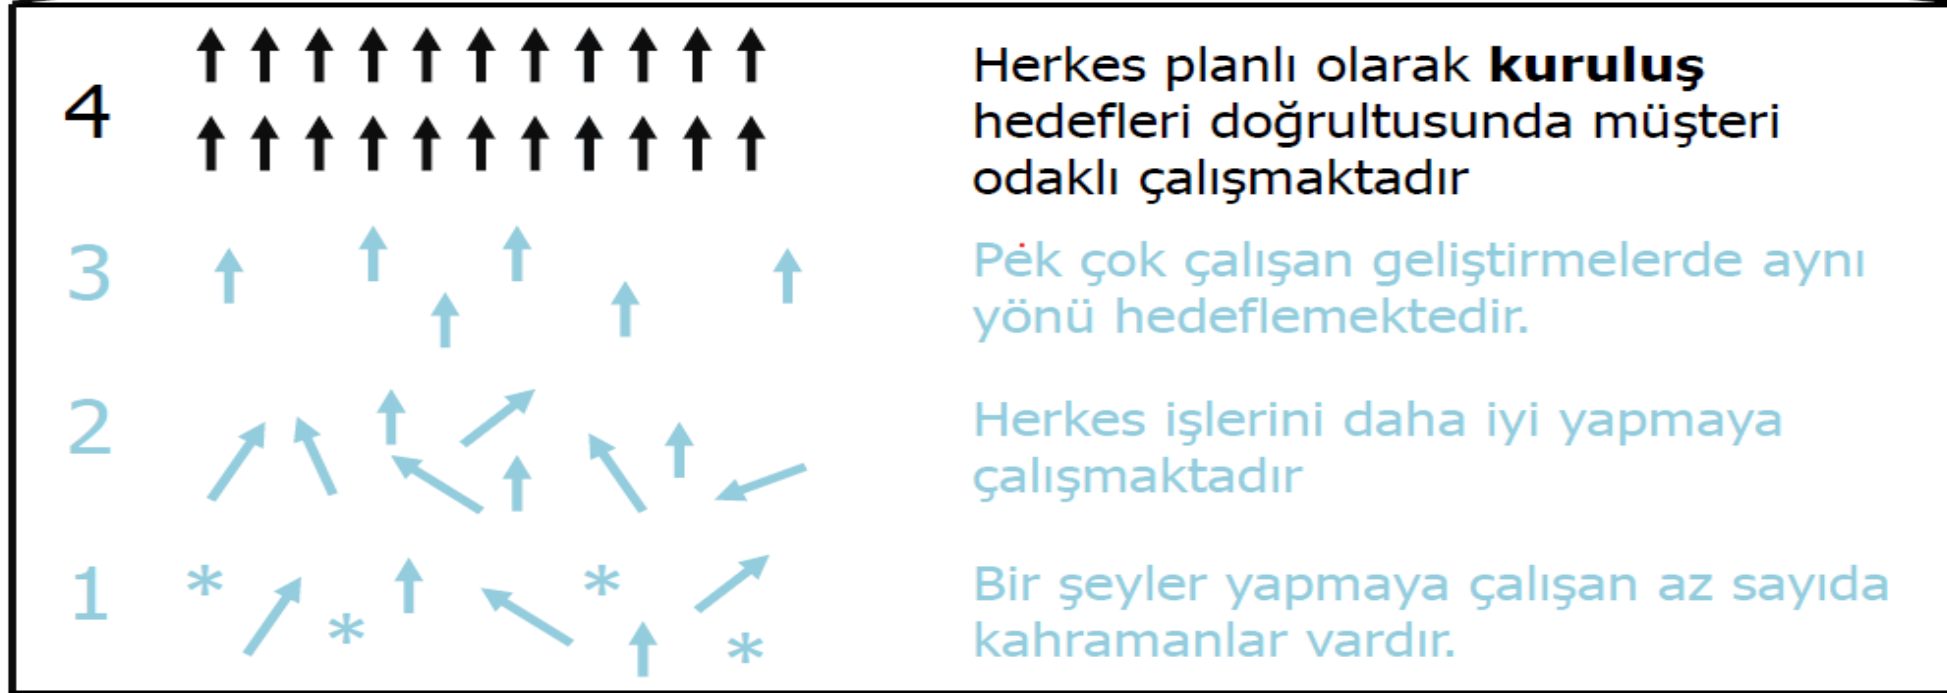 4
Herkes planlı olarak kuruluş
hedefleri doğrultusunda müşteri
odaklı çalışmaktadır
3
Pek çok çalışan geliştirmelerde aynı
yönü hedeflemektedir.
2
Herkes işlerini daha iyi yapmaya
çalışmaktadır
1
* * * *
Bir şeyler yapmaya çalışan az sayıda
kahramanlar vardır.